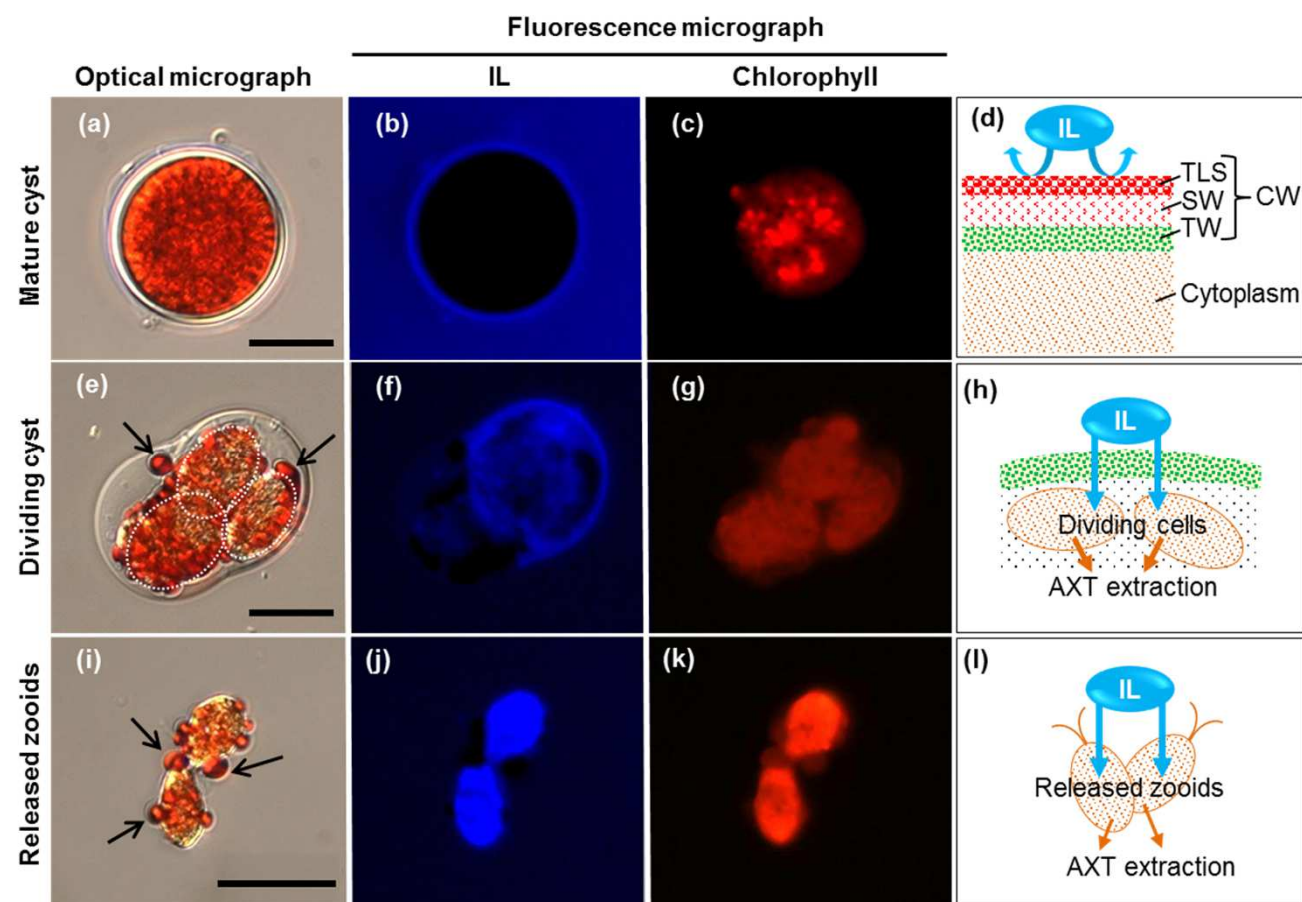 Fluorescence micrograph
Optical micrograph
IL
Chlorophyll
Mature cyst
(a)
(b)
(c)
(d)
IL
TLS
SW
TW
CW
Cytoplasm
Dividing cyst
(e)
(f)
(g)
(h)
IL
Dividing cells
AXT extraction
Released zooids
(i)
(j)
(k)
(l)
IL
Released zooids
AXT extraction